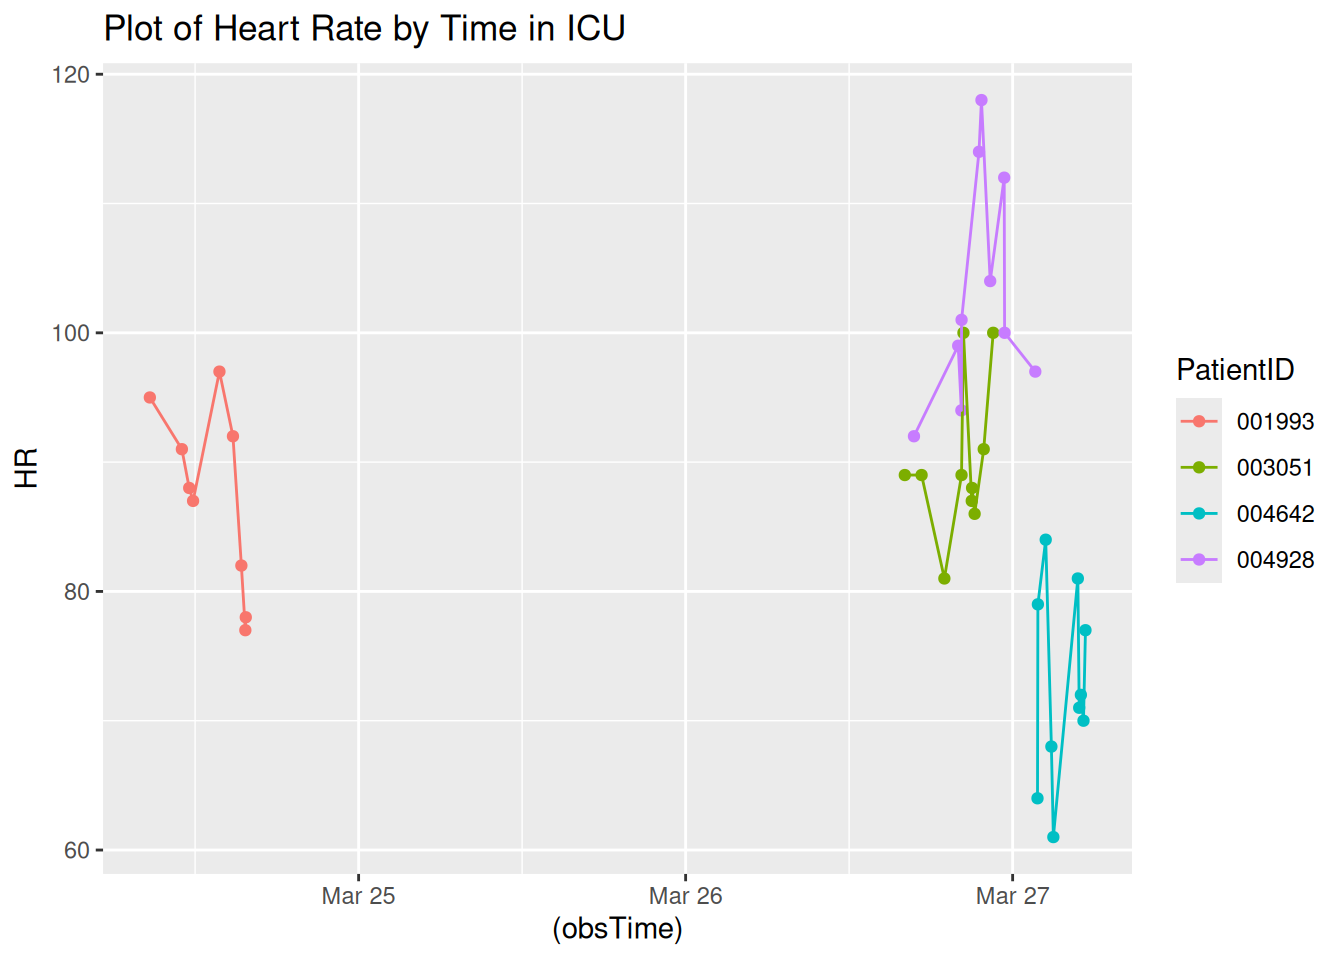 Plot of Heart Rate by Time in ICU
120
100
80
60
HR
Mar 25
Mar 26
Mar 27
(obsTime)
PatientID
001993
003051
004642
004928